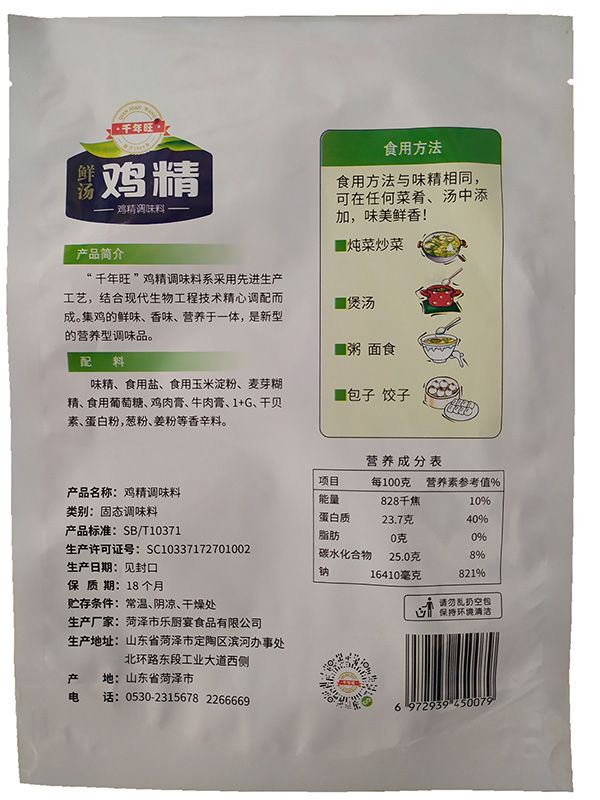 千年旺
鲜汤
鸡精
鸡精调味料
产品简介
“千年旺”鸡精调味料系采用先进生产
工艺，结合现代生物工程技术精心调配而
成。集鸡的鲜味、香味、营养于一体，是新型
的营养型调味品。
配 料
味精、食用盐、食用玉米淀粉、麦芽糊
精、食用葡萄糖、鸡肉膏、牛肉膏、1+G、干贝
素、蛋白粉，葱粉、姜粉等香辛料。
产品名称：鸡精调味料
类别：固态调味料
产品标准：SB/T10371
生产许可证号：SC10337172701002
生产日期：见封口
保 质 期：18个月
贮存条件：常温、阴凉、干燥处
生产厂家：菏泽市乐厨宴食品有限公司
生产地址：山东省菏泽市定陶区滨河办事处
北环路东段工业大道西侧
产 地：山东省菏泽市
电 话：0530-2315678 2266669
食用方法
食用方法与味精相同，
可在任何菜肴、汤中添
加，味美鲜香！
炖菜炒菜
煲汤
粥 面食
包子 饺子
营养成分表
项目 每100克 营养素参考值%
能量 828千焦 10%
蛋白质 23.7克 40%
脂肪 0克 0%
碳水化合物 25.0克 8%
钠 16410毫克 821%
请勿乱扔空包
保持环境清洁
千年旺
6 972939 450079